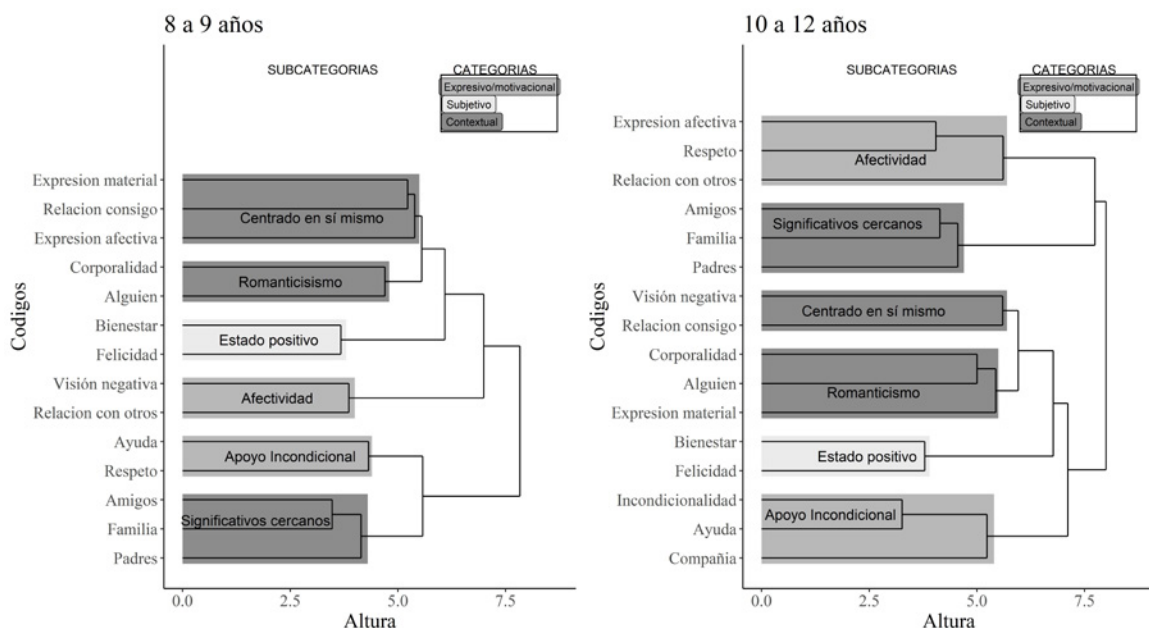 8 a 9 años
SUBCATEGORIAS
CATEGORIAS
Expresivo/motivacional
Subjetivo
Contextual
Codigos
Expresion material
Relacion consigo
Expresion afectiva
Corporalidad
Alguien
Bienestar
Felicidad
Visión negativa
Relacion con otros
Ayuda
Respeto
Amigos
Familia
Padres
Centrado en sí mismo
Romanticisismo
Estado positivo
Afectividad
Apoyo Incondicional
Significativos cercanos
0.0 2.5 5.0 7.5
Altura
10 a 12 años
SUBCATEGORIAS
CATEGORIAS
Expresivo/motivacional
Subjetivo
Contextual
Codigos
Expresion afectiva
Respeto
Relacion con otros
Amigos
Familia
Padres
Visión negativa
Relacion consigo
Corporalidad
Alguien
Expresion material
Bienestar
Felicidad
Incondicionalidad
Ayuda
Compañia
Afectividad
Significativos cercanos
Centrado en sí mismo
Romanticismo
Estado positivo
Apoyo Incondicional
0.0 2.5 5.0 7.5
Altura